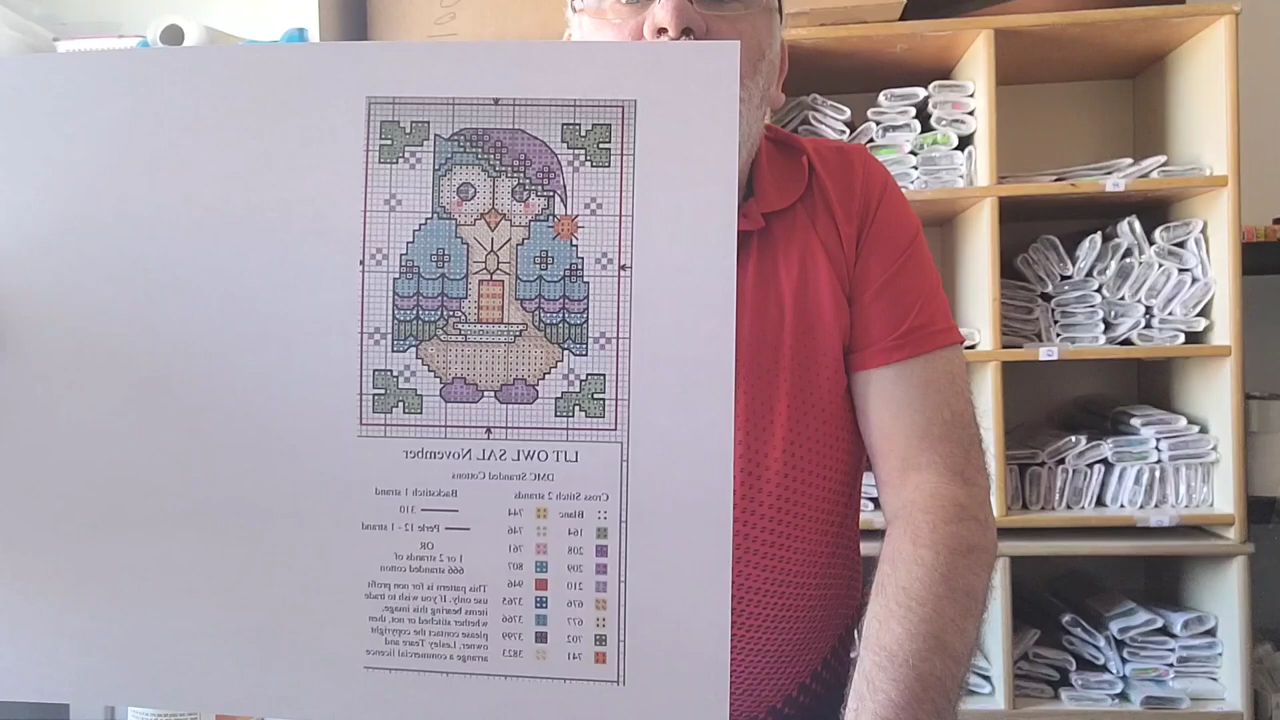 LJT OWL SAL November
DMC Stranded Cottons
Cross Stitch 2 strands
Blanc
164
208
209
210
676
677
702
741
744
746
761
807
946
3765
3766
3799
3823
Backstitch 1 strand
310
Perle 12 - 1 strand
OR
1 or 2 strands of
666 stranded cotton
This pattern is for non profit
use only. If you wish to trade
items bearing this image,
whether stitched or not, then
please contact the copyright
owner, Lesley Teare and
arrange a commercial licence